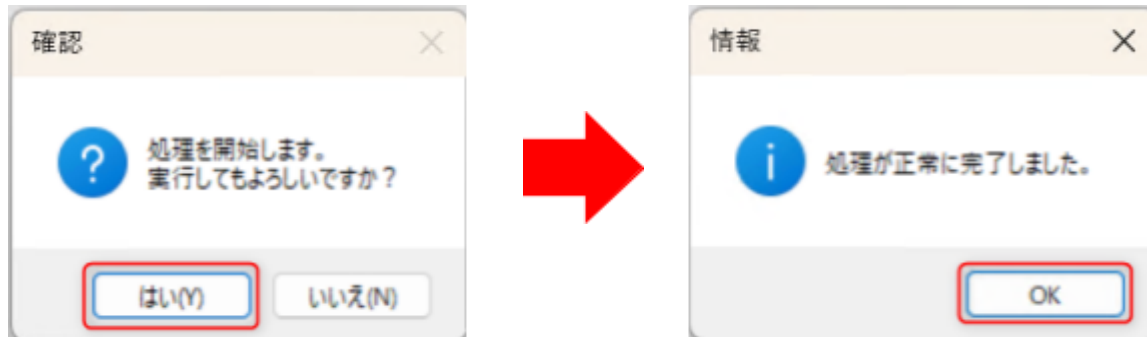 確認
処理を開始します。
実行してもよろしいですか？
はい(Y)
いいえ(N)
情報
処理が正常に完了しました。
OK